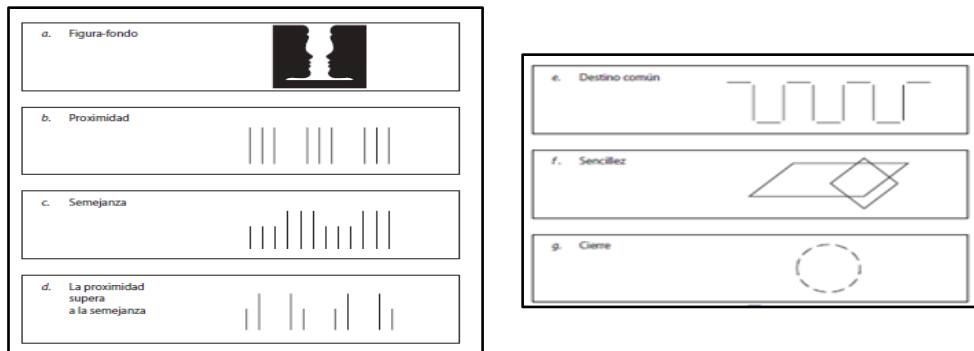 a. Figura-fondo
b. Proximidad
c. Semejanza
d. La proximidad
supera
a la semejanza
e. Destino común
f. Sencillez
g. Cierre